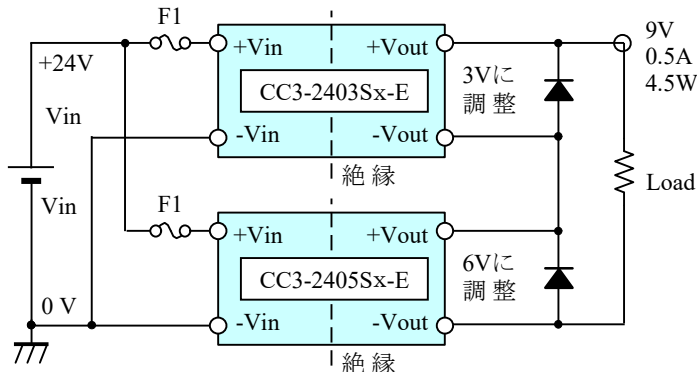 F1
+24V
Vin
Vin
0 V
+Vin
+Vout
CC3-2403Sx-E
-Vin
-Vout
絶縁
3Vに
調整
9V
0.5A
4.5W
Load
F1
+Vin
+Vout
CC3-2405Sx-E
-Vin
-Vout
絶縁
6Vに
調整